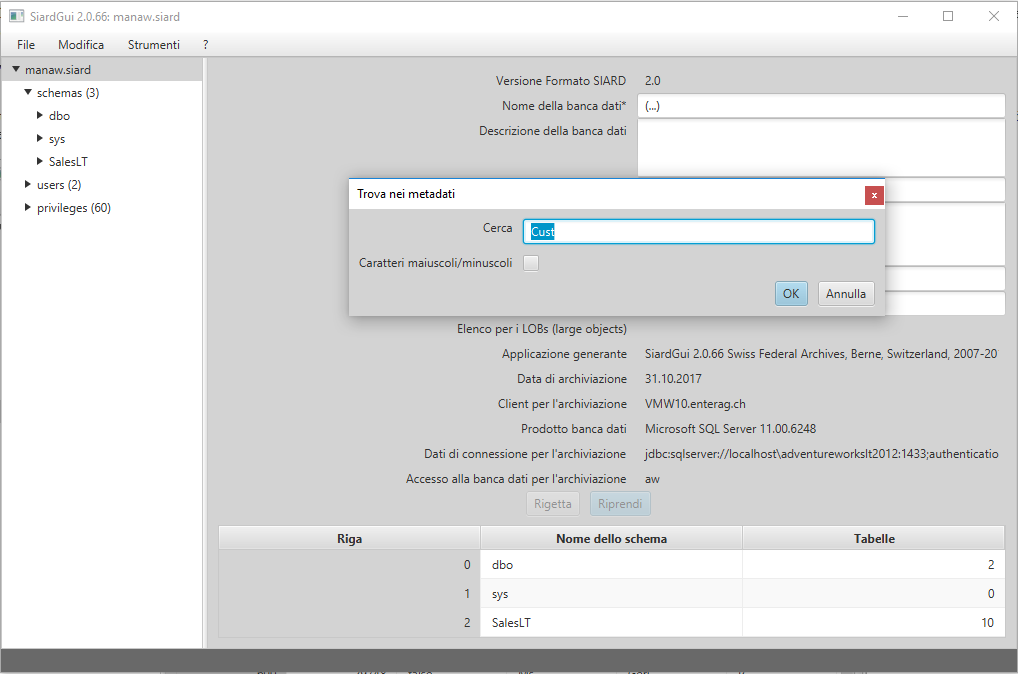 SiardGui 2.0.66: manaw.siard
File Modifica Strumenti ?
manaw.siard
schemas (3)
dbo
sys
SalesLT
users (2)
privileges (60)
Versione Formato SIARD 2.0
Nome della banca dati* (...)
Descrizione della banca dati
Trova nei metadati
x
Cerca Cust
Caratteri maiuscoli/minuscoli
OK Annulla
Elenco per i LOBs (large objects)
Applicazione generante SiardGui 2.0.66 Swiss Federal Archives, Berne, Switzerland, 2007-20
Data di archiviazione 31.10.2017
Client per l'archiviazione VMW10.enterag.ch
Prodotto banca dati Microsoft SQL Server 11.00.6248
Dati di connessione per l'archiviazione jdbc:sqlserver://localhost\adventureworkslt2012:1433;authenticatio
Accesso alla banca dati per l'archiviazione aw
Rigetta Riprendi
Riga Nome dello schema Tabelle
0 dbo 2
1 sys 0
2 SalesLT 10